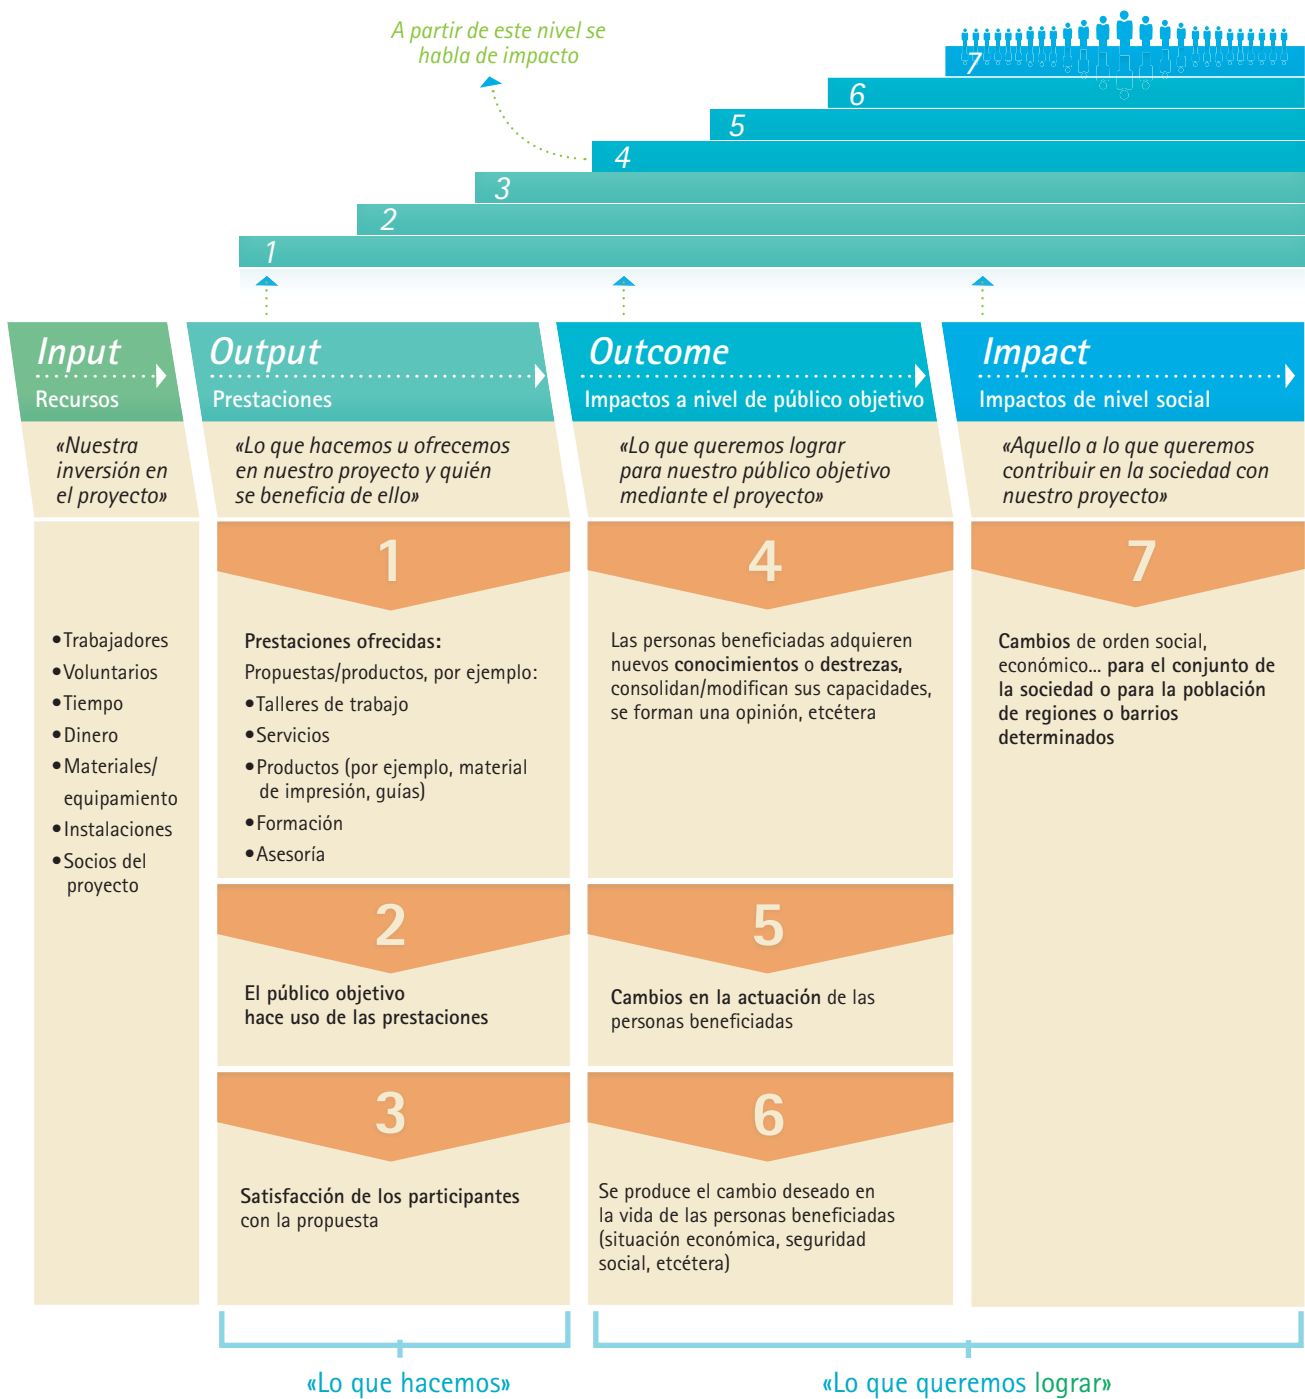 A partir de este nivel se
habla de impacto
7
6
5
4
3
2
1
Input
Recursos
«Nuestra
inversión en
el proyecto»
•Trabajadores
•Voluntarios
•Tiempo
•Dinero
•Materiales/
equipamiento
•Instalaciones
•Socios del
proyecto
Output
Prestaciones
«Lo que hacemos u ofrecemos
en nuestro proyecto y quién
se beneficia de ello»
1
Prestaciones ofrecidas:
Propuestas/productos, por ejemplo:
•Talleres de trabajo
•Servicios
•Productos (por ejemplo, material
de impresión, guías)
•Formación
•Asesoría
2
El público objetivo
hace uso de las prestaciones
3
Satisfacción de los participantes
con la propuesta
Outcome
Impactos a nivel de público objetivo
«Lo que queremos lograr
para nuestro público objetivo
mediante el proyecto»
4
Las personas beneficiadas adquieren
nuevos conocimientos o destrezas,
consolidan/modifican sus capacidades,
se forman una opinión, etcétera
5
Cambios en la actuación de las
personas beneficiadas
6
Se produce el cambio deseado en
la vida de las personas beneficiadas
(situación económica, seguridad
social, etcétera)
Impact
Impactos de nivel social
«Aquello a lo que queremos
contribuir en la sociedad con
nuestro proyecto»
7
Cambios de orden social,
económico... para el conjunto de
la sociedad o para la población
de regiones o barrios
determinados
«Lo que hacemos»
«Lo que queremos lograr»